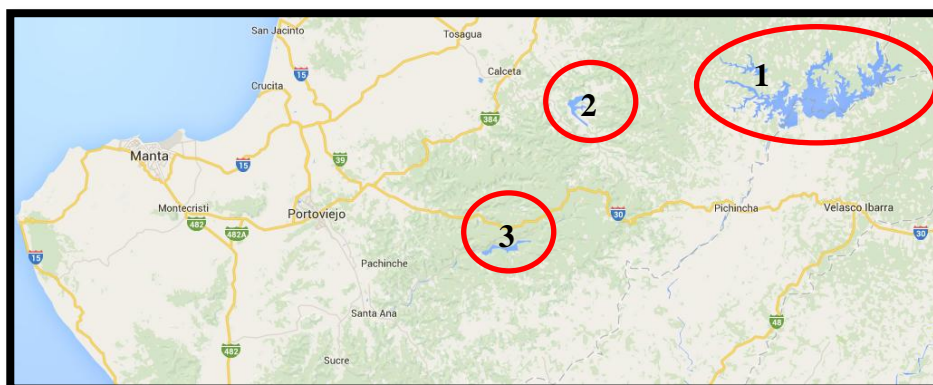 San Jacinto
Tosagua
15
Calceta
1
Crucita
2
384
Manta
15
39
Montecristi
Portoviejo
482
482A
30
Pichincha
Velasco Ibarra
3
30
15
Pachinche
Santa Ana
48
482
Sucre